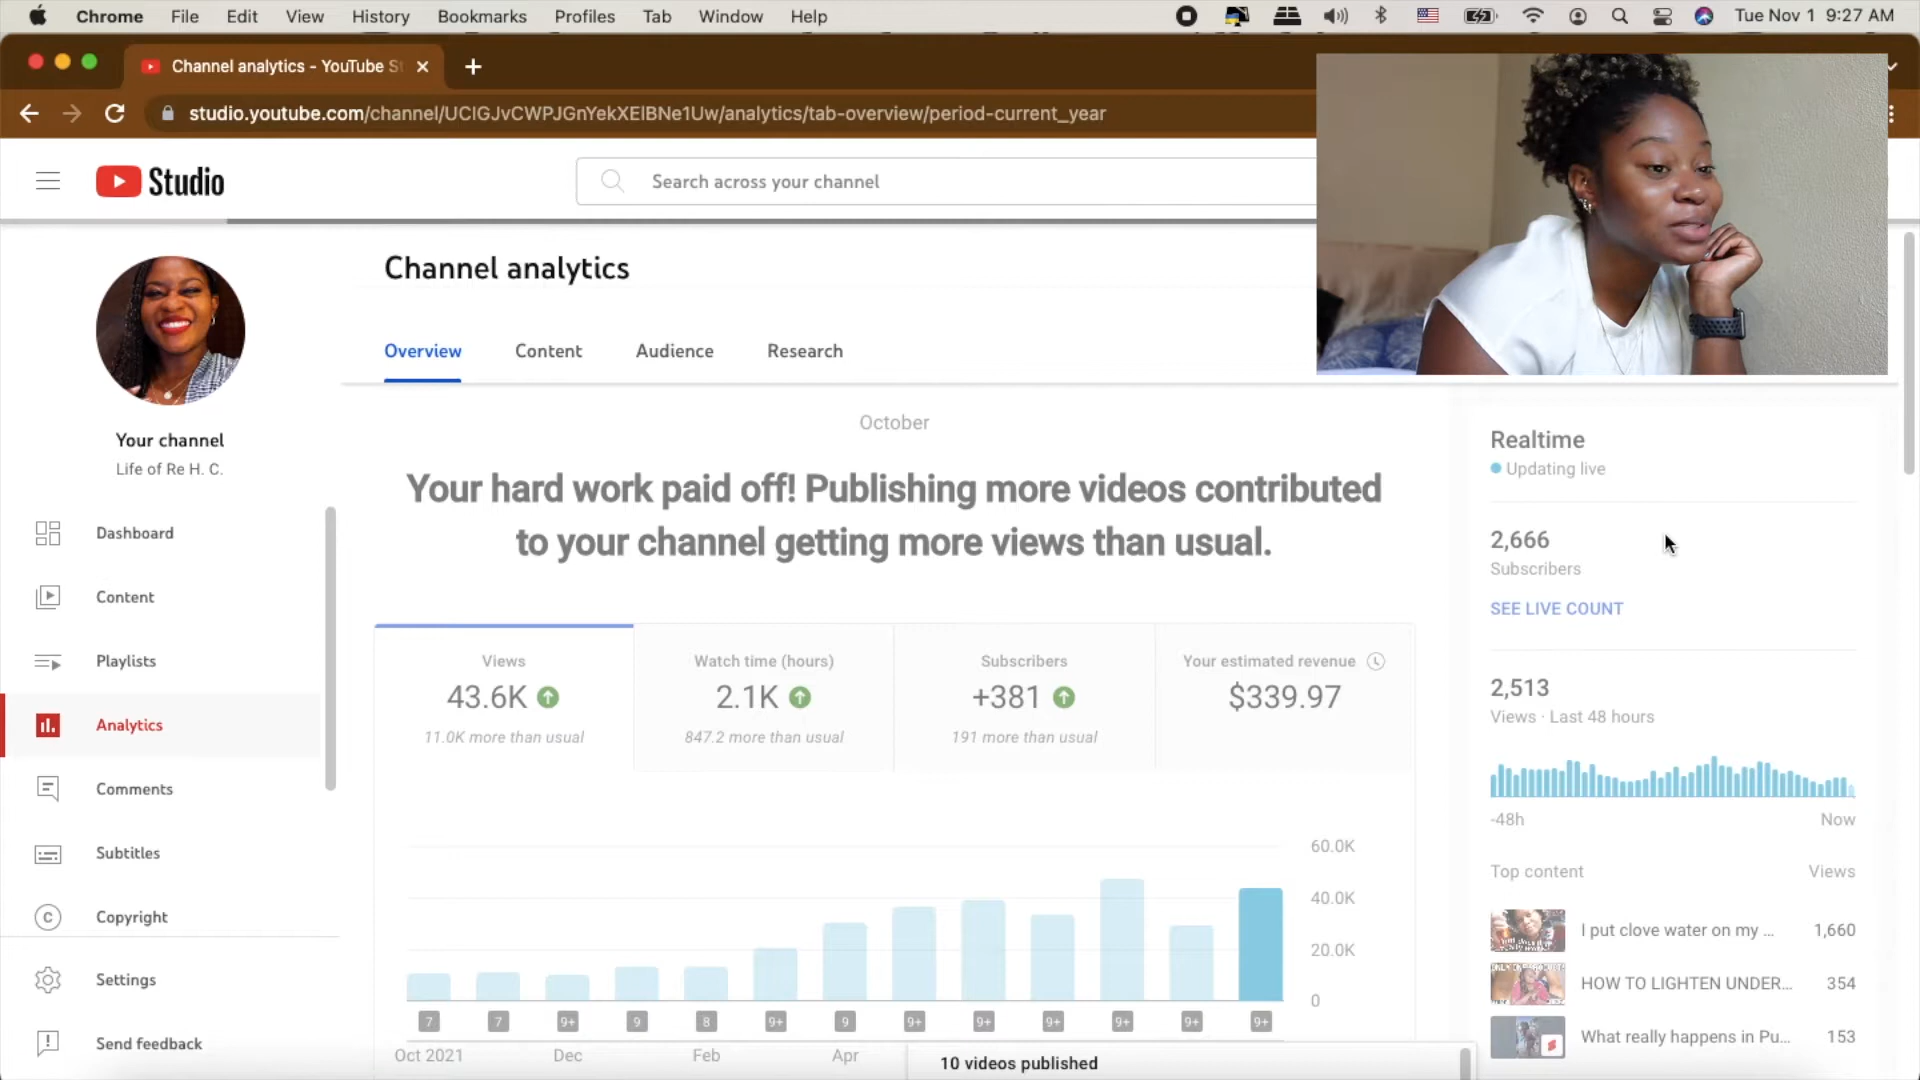 Chrome File Edit View History Bookmarks Profiles Tab Window Help Tue Nov 1 9:27 AM
Channel analytics - YouTube S
studio.youtube.com/channel/UCIGJvCWPJGnYekXElBNe1Uw/analytics/tab-overview/period-current_year
Studio
Search across your channel
Your channel
Life of Re H. C.
Dashboard
Content
Playlists
Analytics
Comments
Subtitles
Copyright
Settings
Send feedback
Channel analytics
Overview Content Audience Research
October
Your hard work paid off! Publishing more videos contributed
to your channel getting more views than usual.
Views
43.6K
11.0K more than usual
Watch time (hours)
2.1K
847.2 more than usual
Subscribers
+381
191 more than usual
Your estimated revenue
$339.97
60.0K
40.0K
20.0K
0
7 7 9+ 9 8 9+ 9 9+ 9+ 9+ 9+ 9+ 9+
Oct 2021 Dec Feb Apr
10 videos published
Realtime
Updating live
2,666
Subscribers
SEE LIVE COUNT
2,513
Views · Last 48 hours
-48h Now
Top content Views
I put clove water on my ... 1,660
HOW TO LIGHTEN UNDER... 354
What really happens in Pu... 153